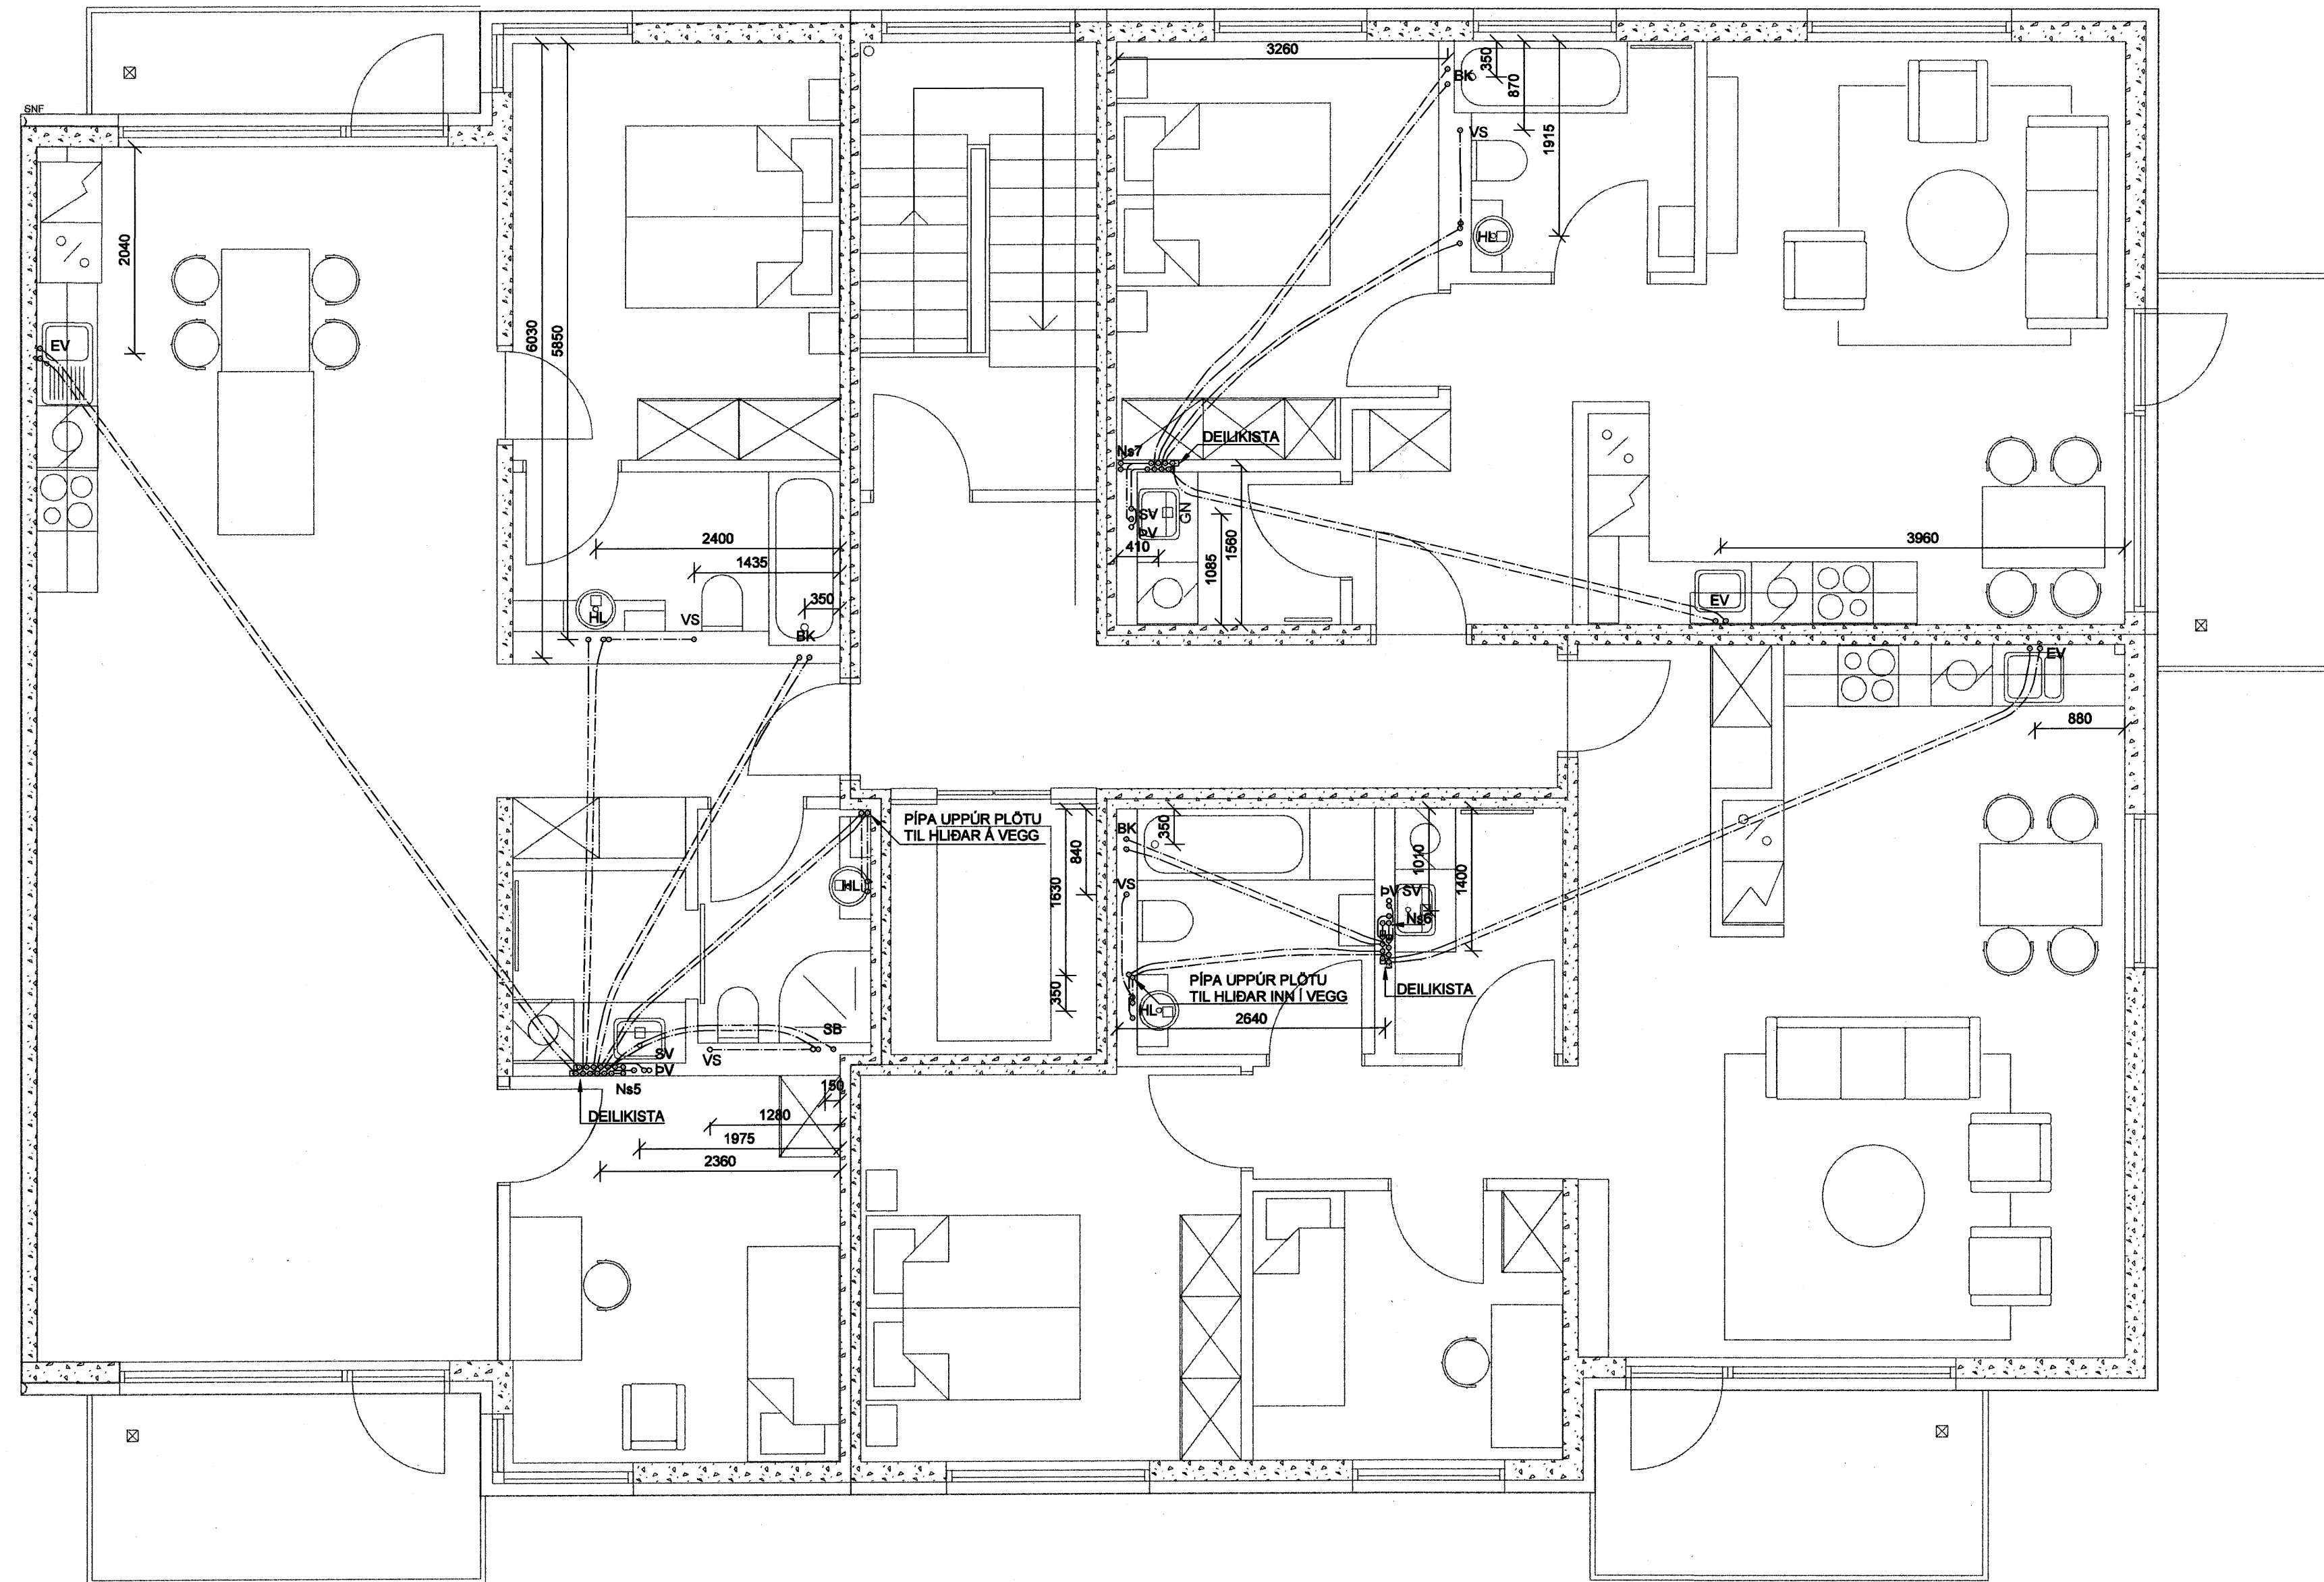 SNF
3260
350
BK
870
VS
1915
HL
2040
EV
6030
5850
DEILIKISTA
Ns7
SV
ÞV
GN
410
1085
1560
3960
EV
2400
1435
350
HL
VS
BK
EV
880
PÍPA UPPÚR PLÖTU
TIL HLIÐAR Á VEGG
840
1630
350
HL
BK
350
VS
1010
1400
ÞV SV
Ns6
PÍPA UPPÚR PLÖTU
TIL HLIÐAR INN Í VEGG
HL
2640
DEILIKISTA
SB
SV
VS
ÞV
Ns5
DEILIKISTA
150
1280
1975
2360